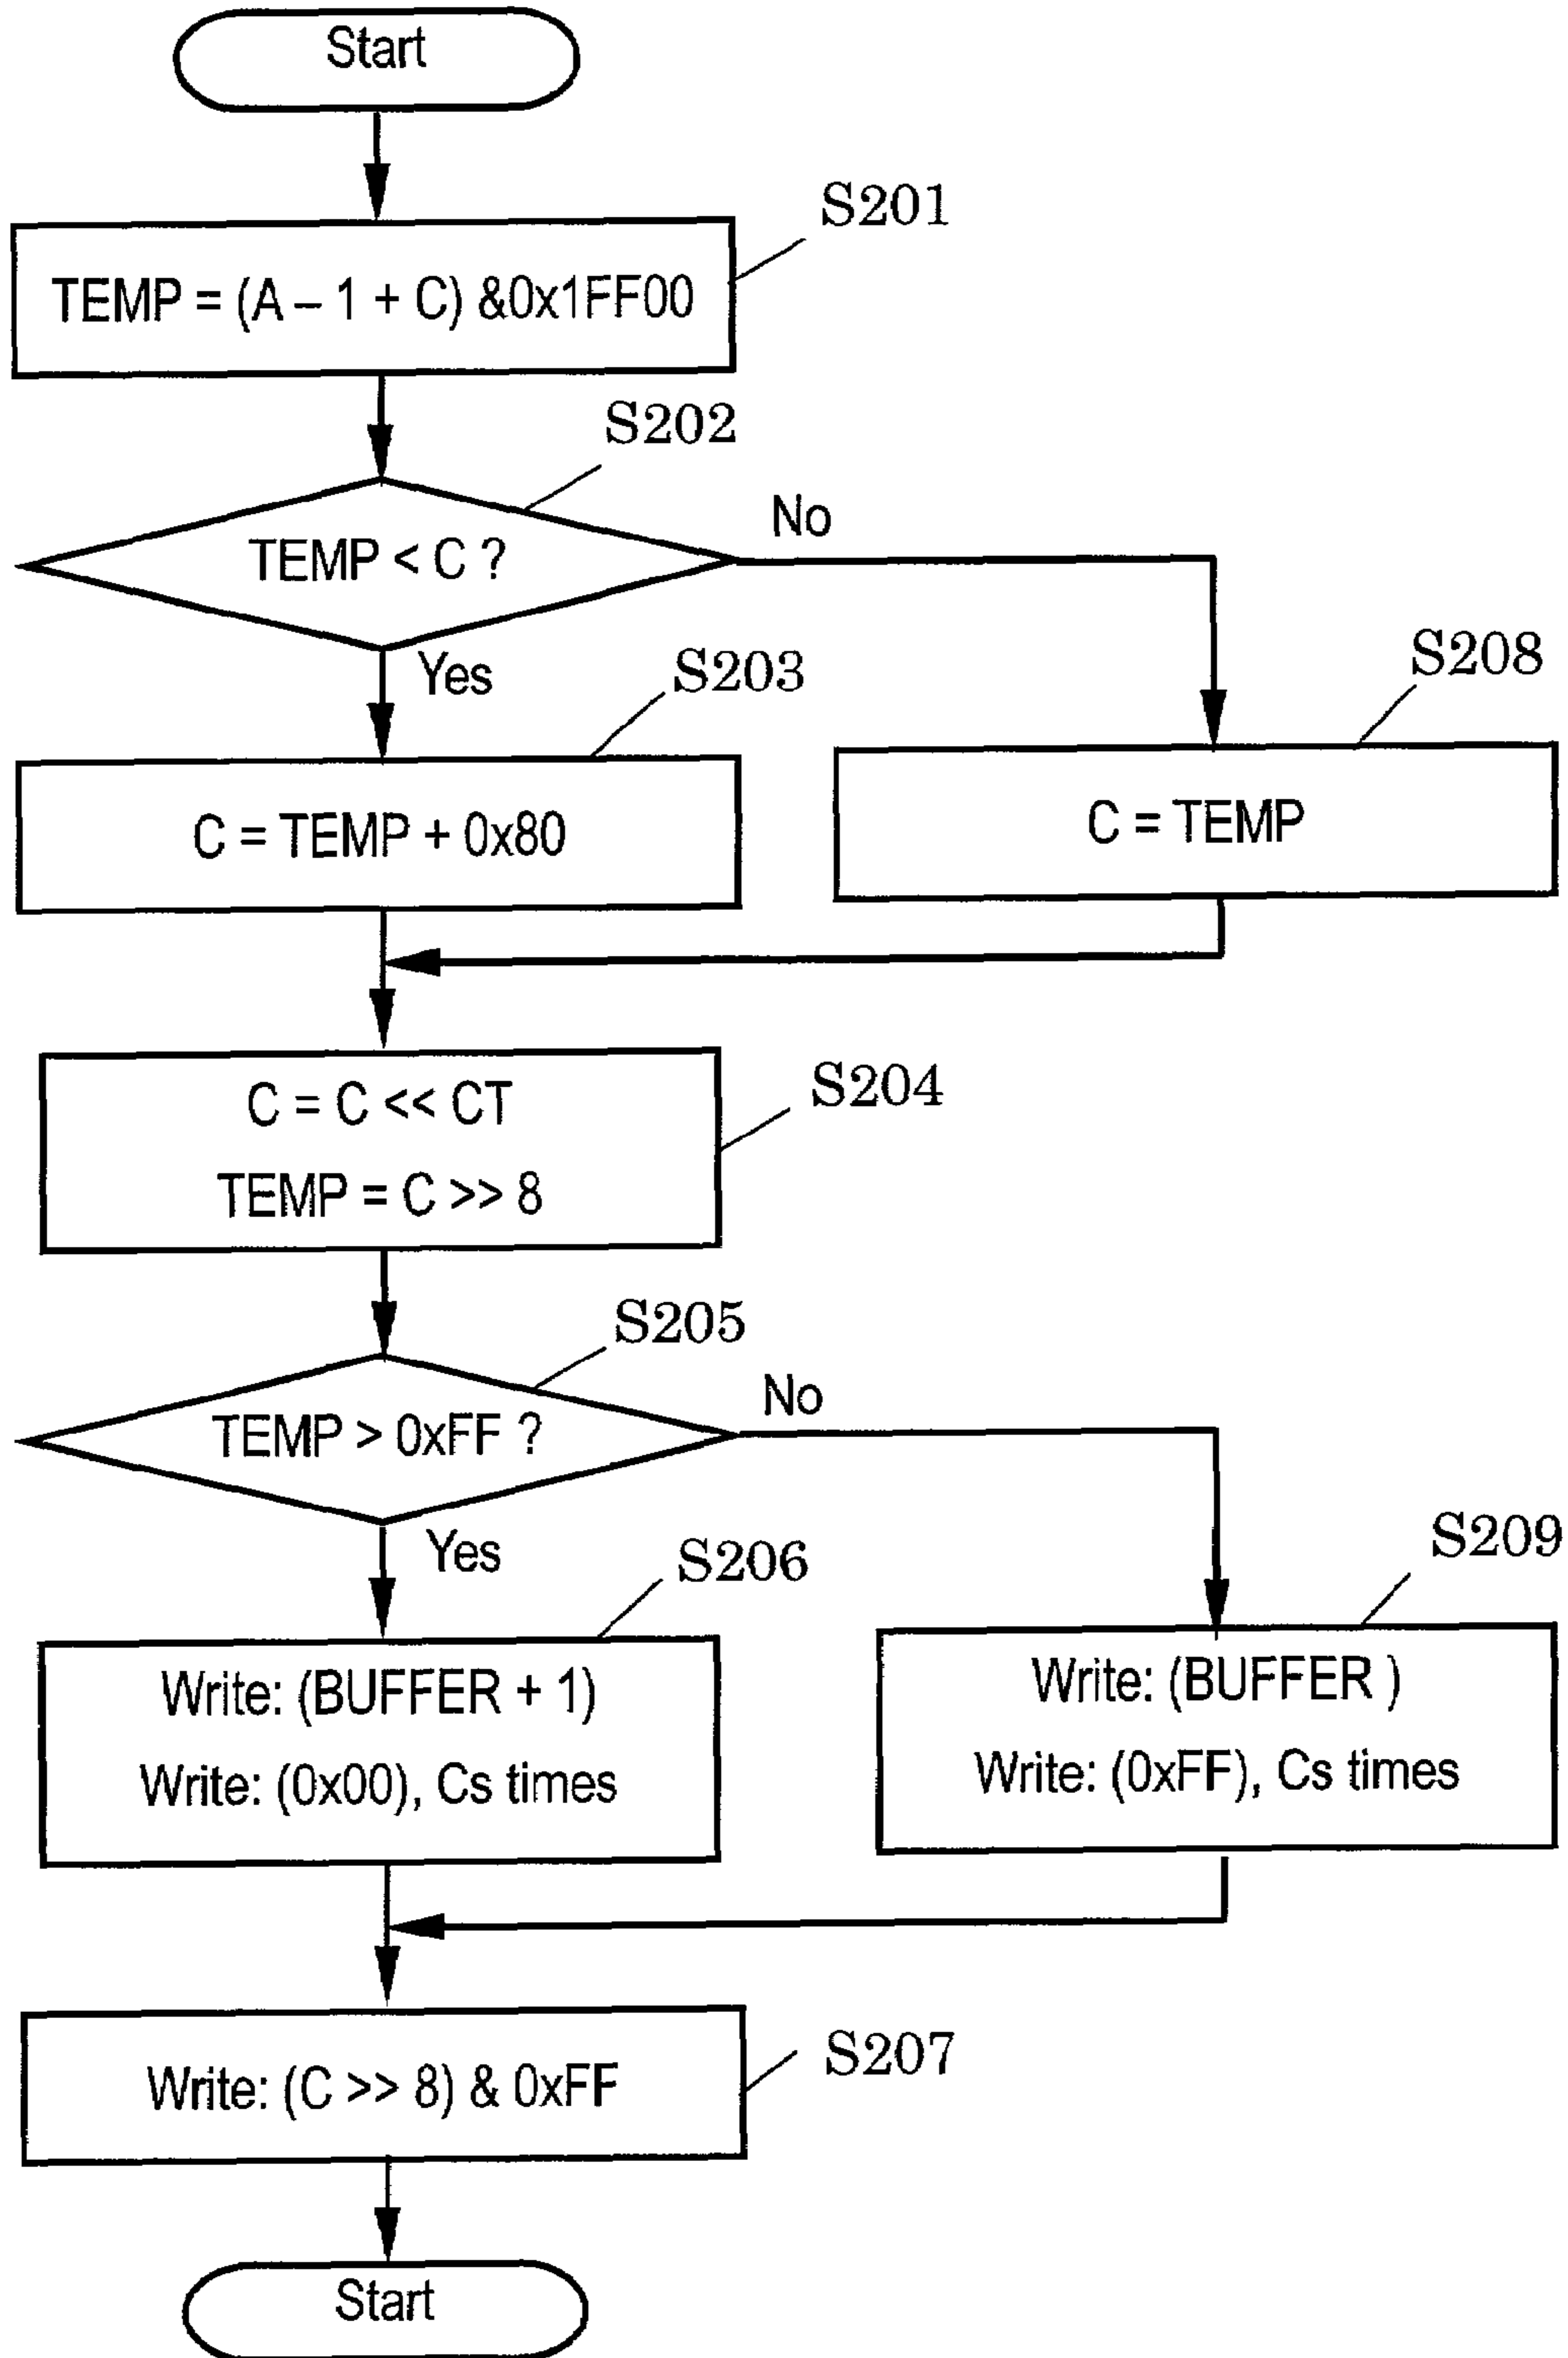 Start
S201
TEMP = (A – 1 + C) &0x1FF00
S202
No
TEMP < C ?
Yes
S203
S208
C = TEMP + 0x80
C = TEMP
C = C << CT
S204
TEMP = C >> 8
S205
No
TEMP > 0xFF ?
Yes
S206
S209
Write: (BUFFER + 1)
Write: (0x00), Cs times
Write: (BUFFER )
Write: (0xFF), Cs times
S207
Write: (C >> 8) & 0xFF
Start